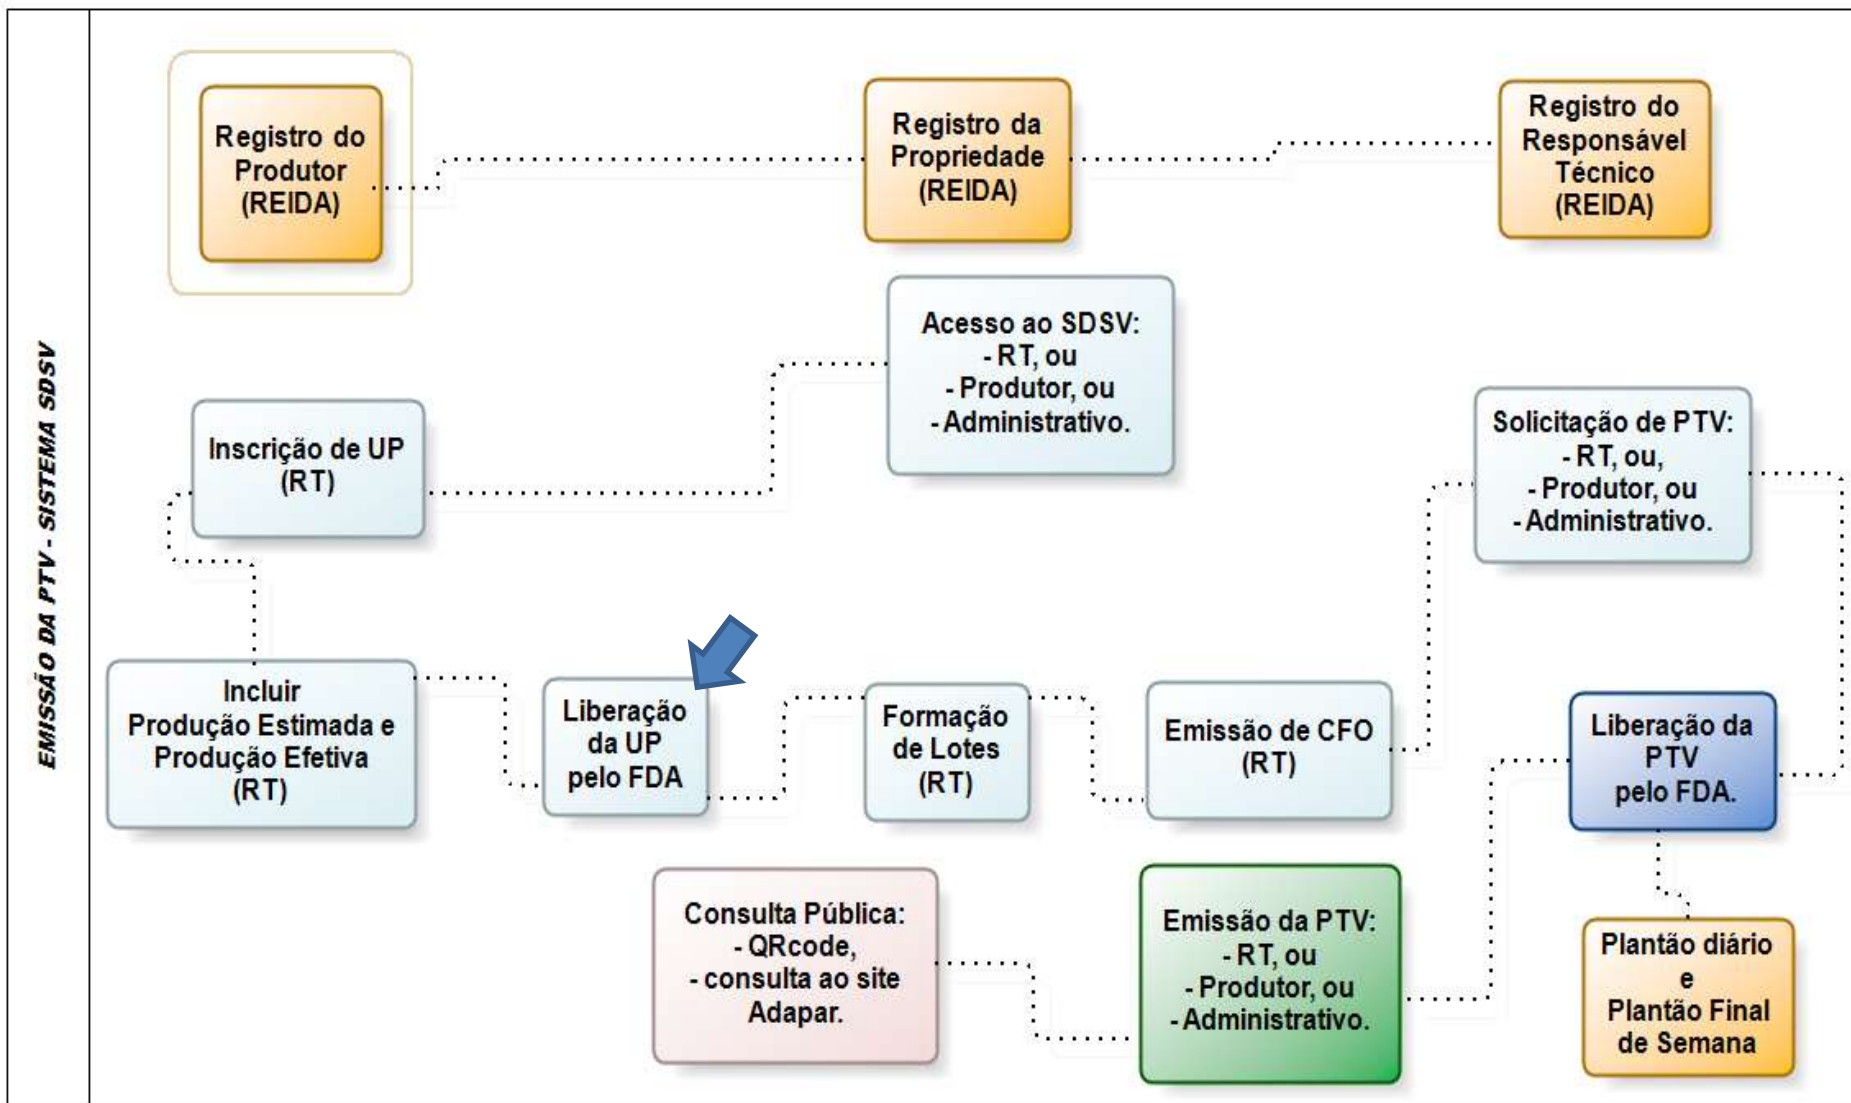 EMISSÃO DA PTV - SISTEMA SDSV
Registro do
Produtor
(REIDA)
Registro da
Propriedade
(REIDA)
Registro do
Responsável
Técnico
(REIDA)
Acesso ao SDSV:
- RT, ou
- Produtor, ou
- Administrativo.
Inscrição de UP
(RT)
Solicitação de PTV:
- RT, ou,
- Produtor, ou
- Administrativo.
Incluir
Produção Estimada e
Produção Efetiva
(RT)
Liberação
da UP
pelo FDA
Formação
de Lotes
(RT)
Emissão de CFO
(RT)
Liberação da
PTV
pelo FDA.
Consulta Pública:
- QRcode,
- consulta ao site
Adapar.
Emissão da PTV:
- RT, ou
- Produtor, ou
- Administrativo.
Plantão diário
e
Plantão Final
de Semana